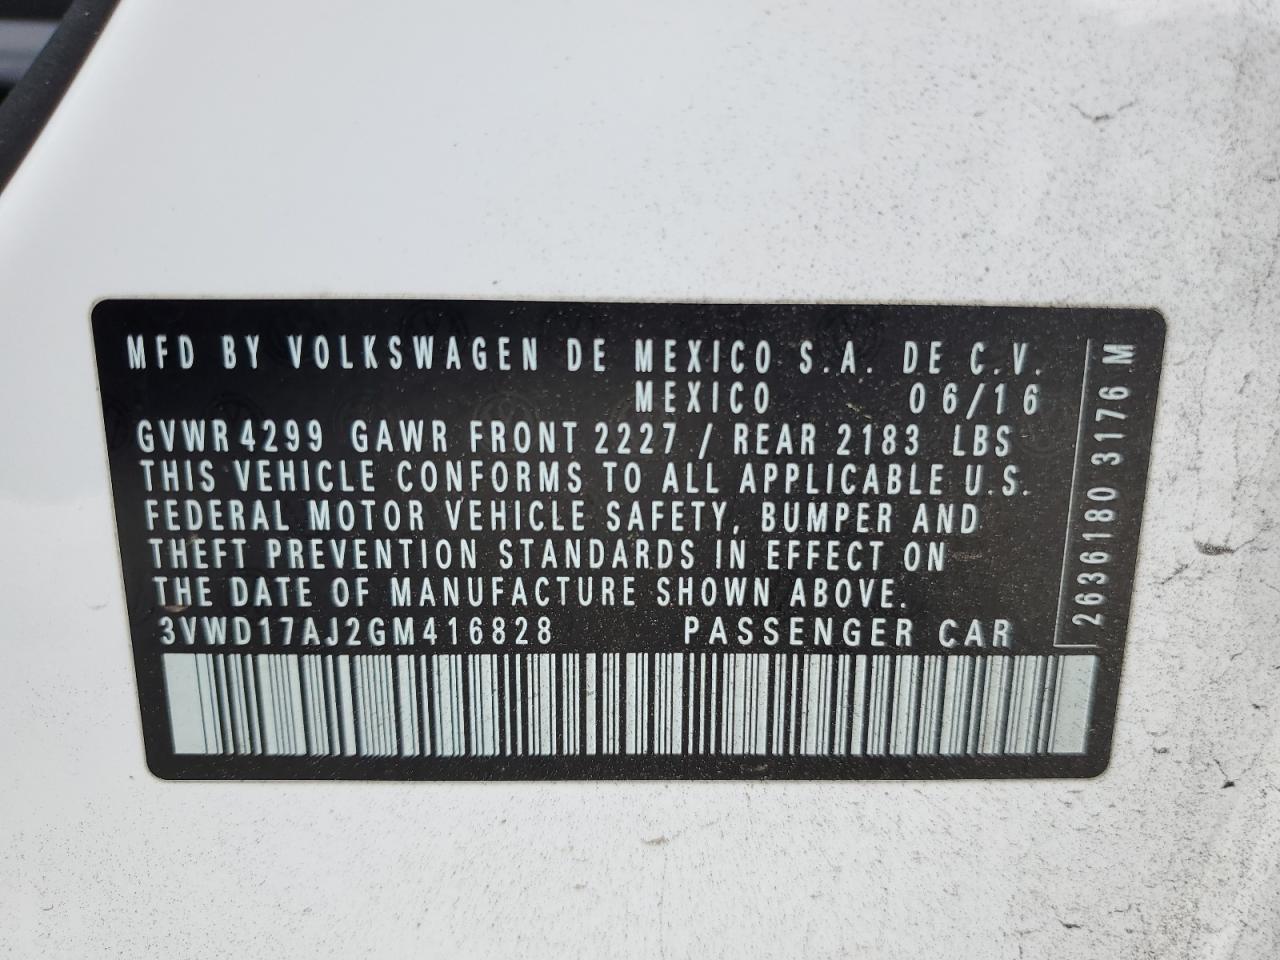 MFD BY VOLKSWAGEN DE MEXICO S.A. DE C.V.
MEXICO 06/16
GVWR 4299 GAWR FRONT 2227 / REAR 2183 LBS
THIS VEHICLE CONFORMS TO ALL APPLICABLE U.S.
FEDERAL MOTOR VEHICLE SAFETY, BUMPER AND
THEFT PREVENTION STANDARDS IN EFFECT ON
THE DATE OF MANUFACTURE SHOWN ABOVE.
3VWD17AJ2GM416828 PASSENGER CAR
2636180 3176 M